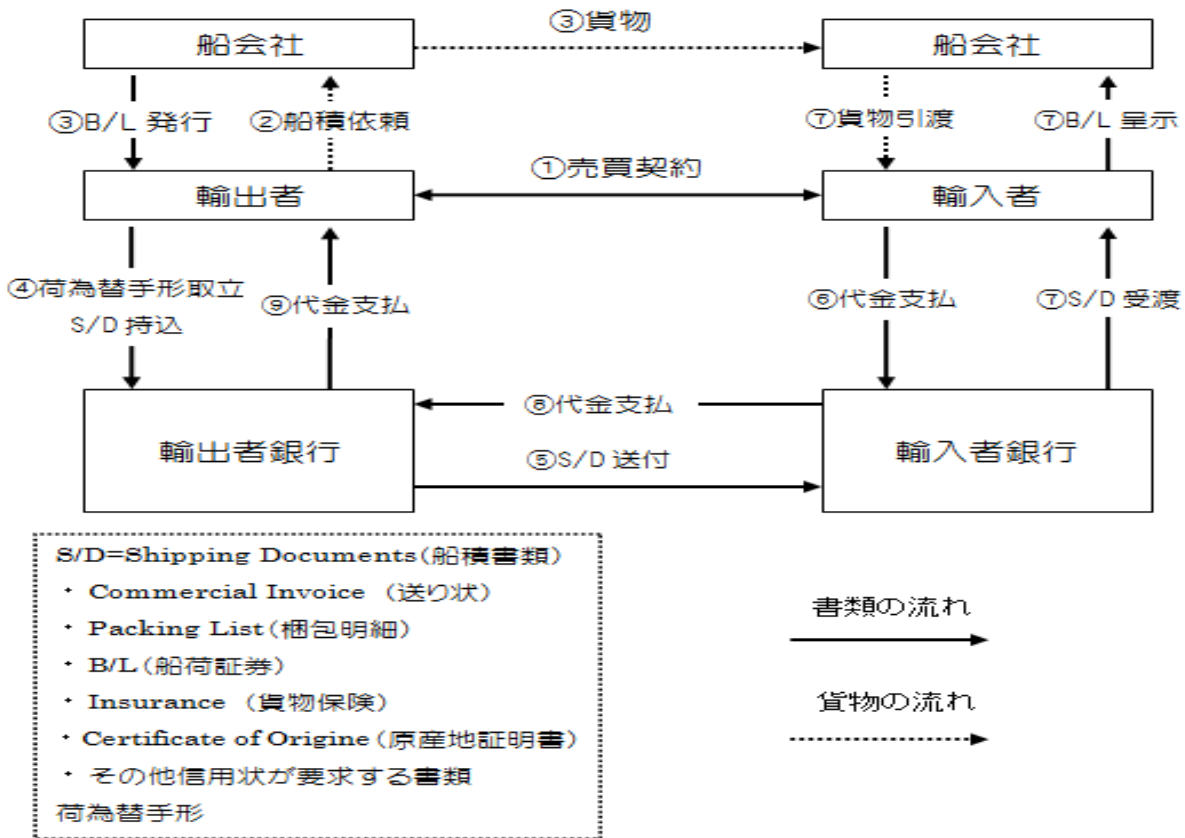 ③貨物
船会社
船会社
③B/L 発行
②船積依頼
⑦貨物引渡
⑦B/L 呈示
①売買契約
輸出者
輸入者
④荷為替手形取立
S/D 持込
⑨代金支払
⑥代金支払
⑦S/D 受渡
⑧代金支払
輸出者銀行
輸入者銀行
⑤S/D 送付
S/D=Shipping Documents(船積書類)
・ Commercial Invoice (送り状)
・ Packing List(梱包明細)
・ B/L(船荷証券)
・ Insurance (貨物保険)
・ Certificate of Origine(原産地証明書)
・ その他信用状が要求する書類
荷為替手形
書類の流れ
貨物の流れ